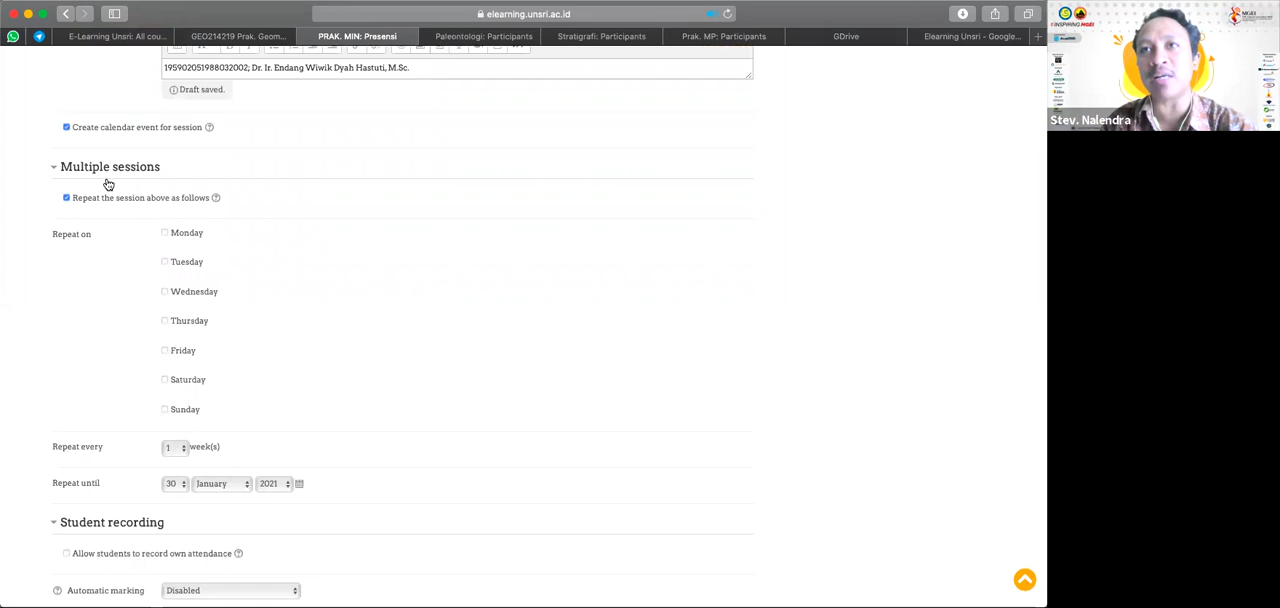 elearning.unsri.ac.id
E-Learning Unsri: All cou...
GEO214219 Prak. Geom...
PRAK. MIN: Presensi
Paleontologi: Participants
Stratigrafi: Participants
Prak. MP: Participants
GDrive
Elearning Unsri - Google...
195902051988032002; Dr. Ir. Endang Wiwik Dyah Hastuti, M.Sc.
Draft saved.
Create calendar event for session
Multiple sessions
Repeat the session above as follows
Repeat on
Monday
Tuesday
Wednesday
Thursday
Friday
Saturday
Sunday
Repeat every
1
week(s)
Repeat until
30
January
2021
Student recording
Allow students to record own attendance
Automatic marking
Disabled
Stev. Nalendra
MGEI